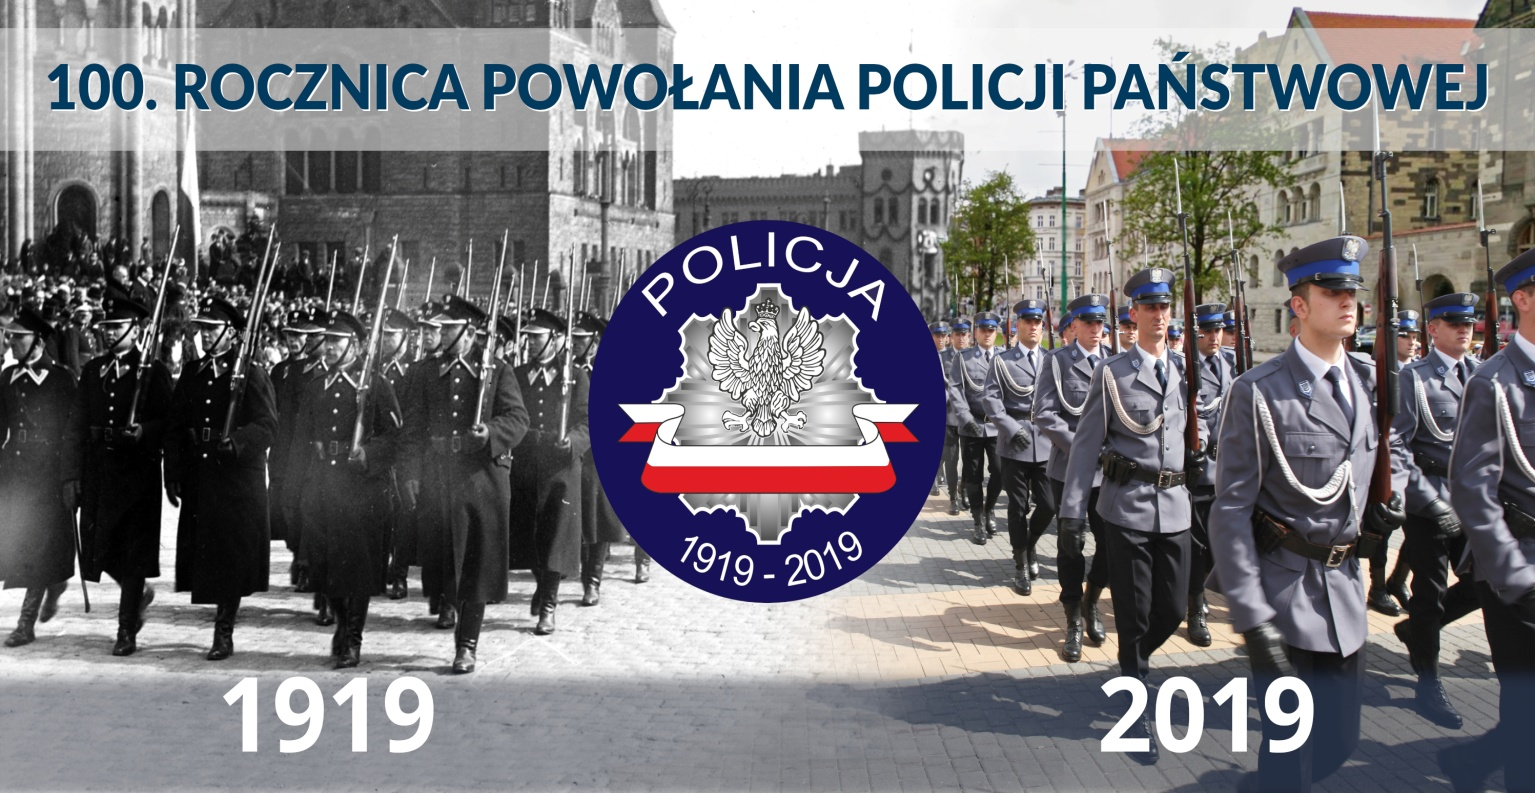 100. ROCZNICA POWOŁANIA POLICJI PAŃSTWOWEJ
POLICJA
1919 - 2019
1919
2019